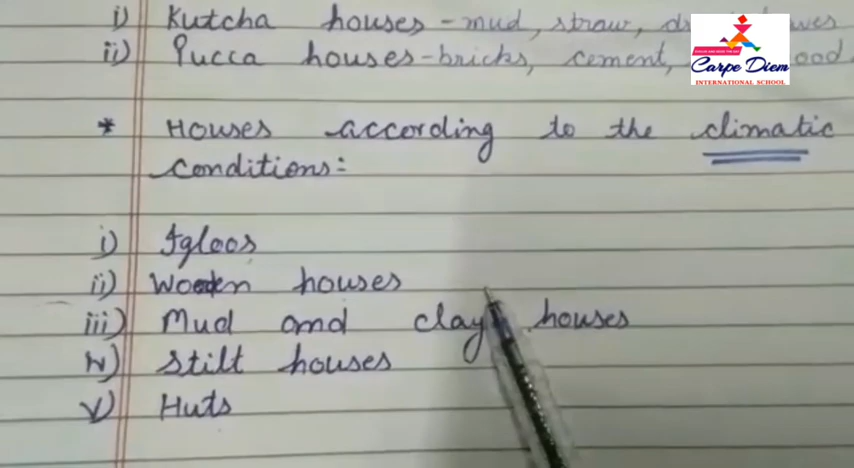 i) Kutcha houses - mud, straw,
ii) Pucca houses - bricks, cement,
* Houses according to the climatic
conditions:
i) Igloos
ii) Wooden houses
iii) Mud and clay houses
iv) Stilt houses
v) Huts
Carpe Diem
INTERNATIONAL SCHOOL